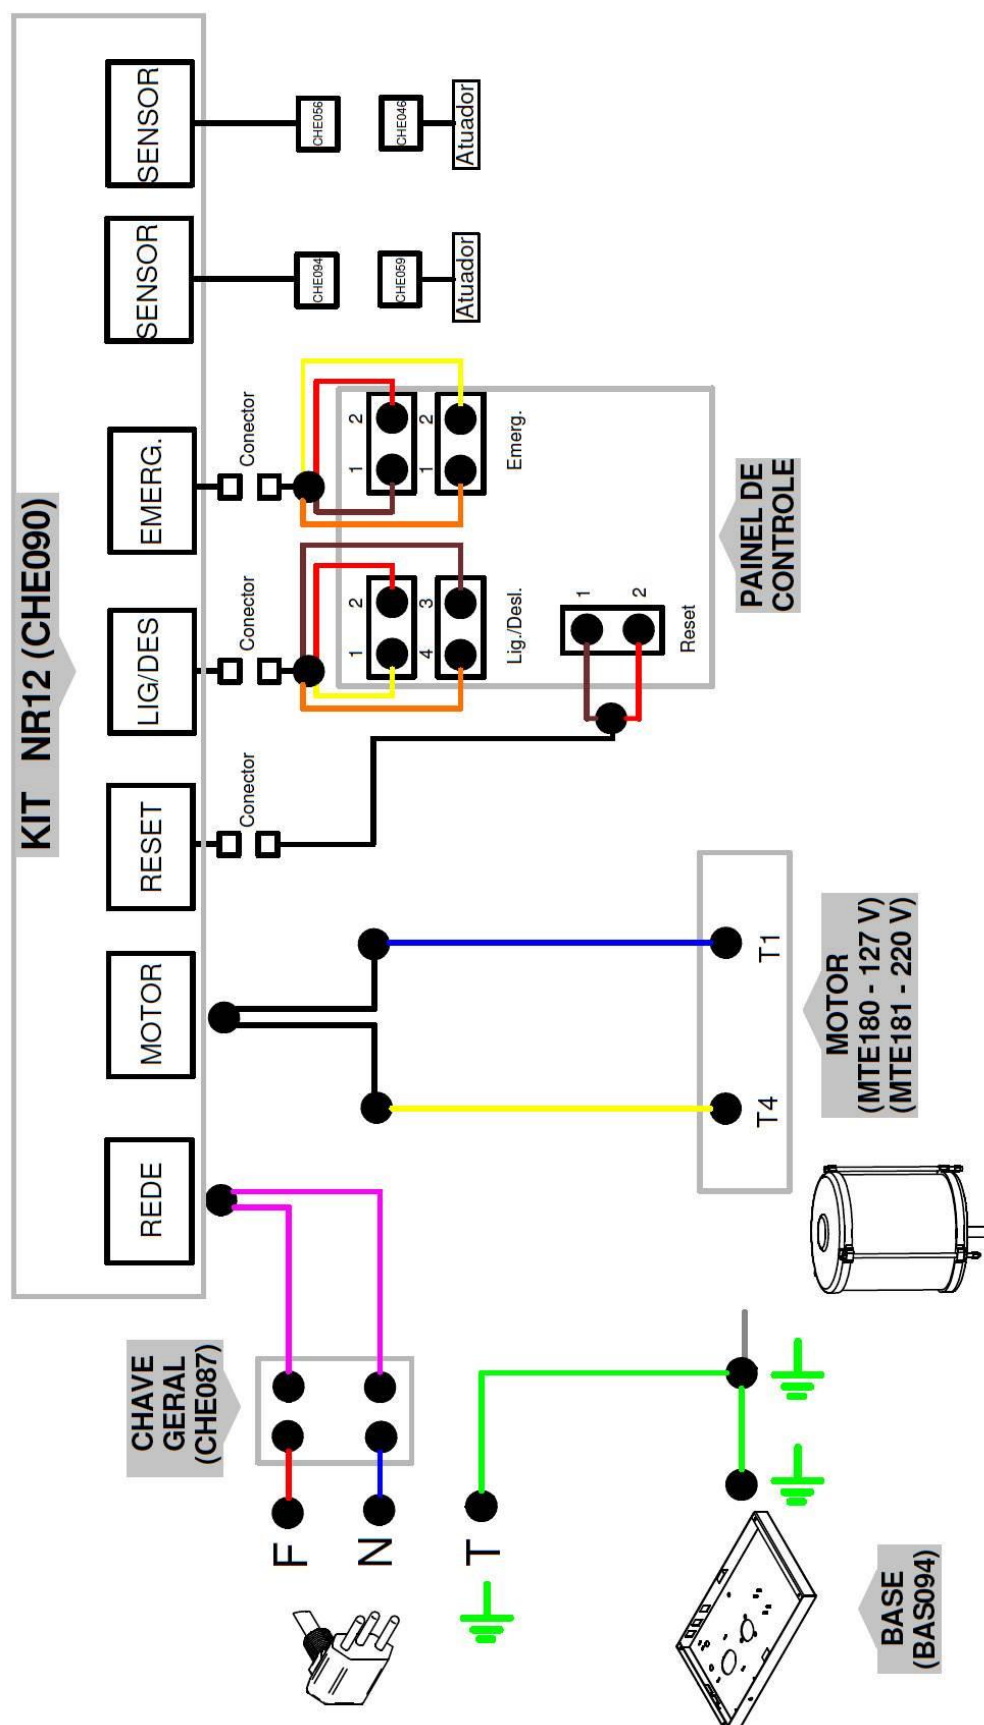 KIT NR12 (CHE090)
REDE
MOTOR
RESET
LIG/DES
EMERG.
SENSOR
SENSOR
Conector
Conector
Conector
CHE094
CHE056
CHE059
CHE046
Atuador
Atuador
CHAVE
GERAL
(CHE087)
F
N
T
1
2
4
3
Lig./Desl.
1
2
1
2
Emerg.
1
2
Reset
PAINEL DE
CONTROLE
T4
T1
MOTOR
(MTE180 - 127 V)
(MTE181 - 220 V)
BASE
(BAS094)